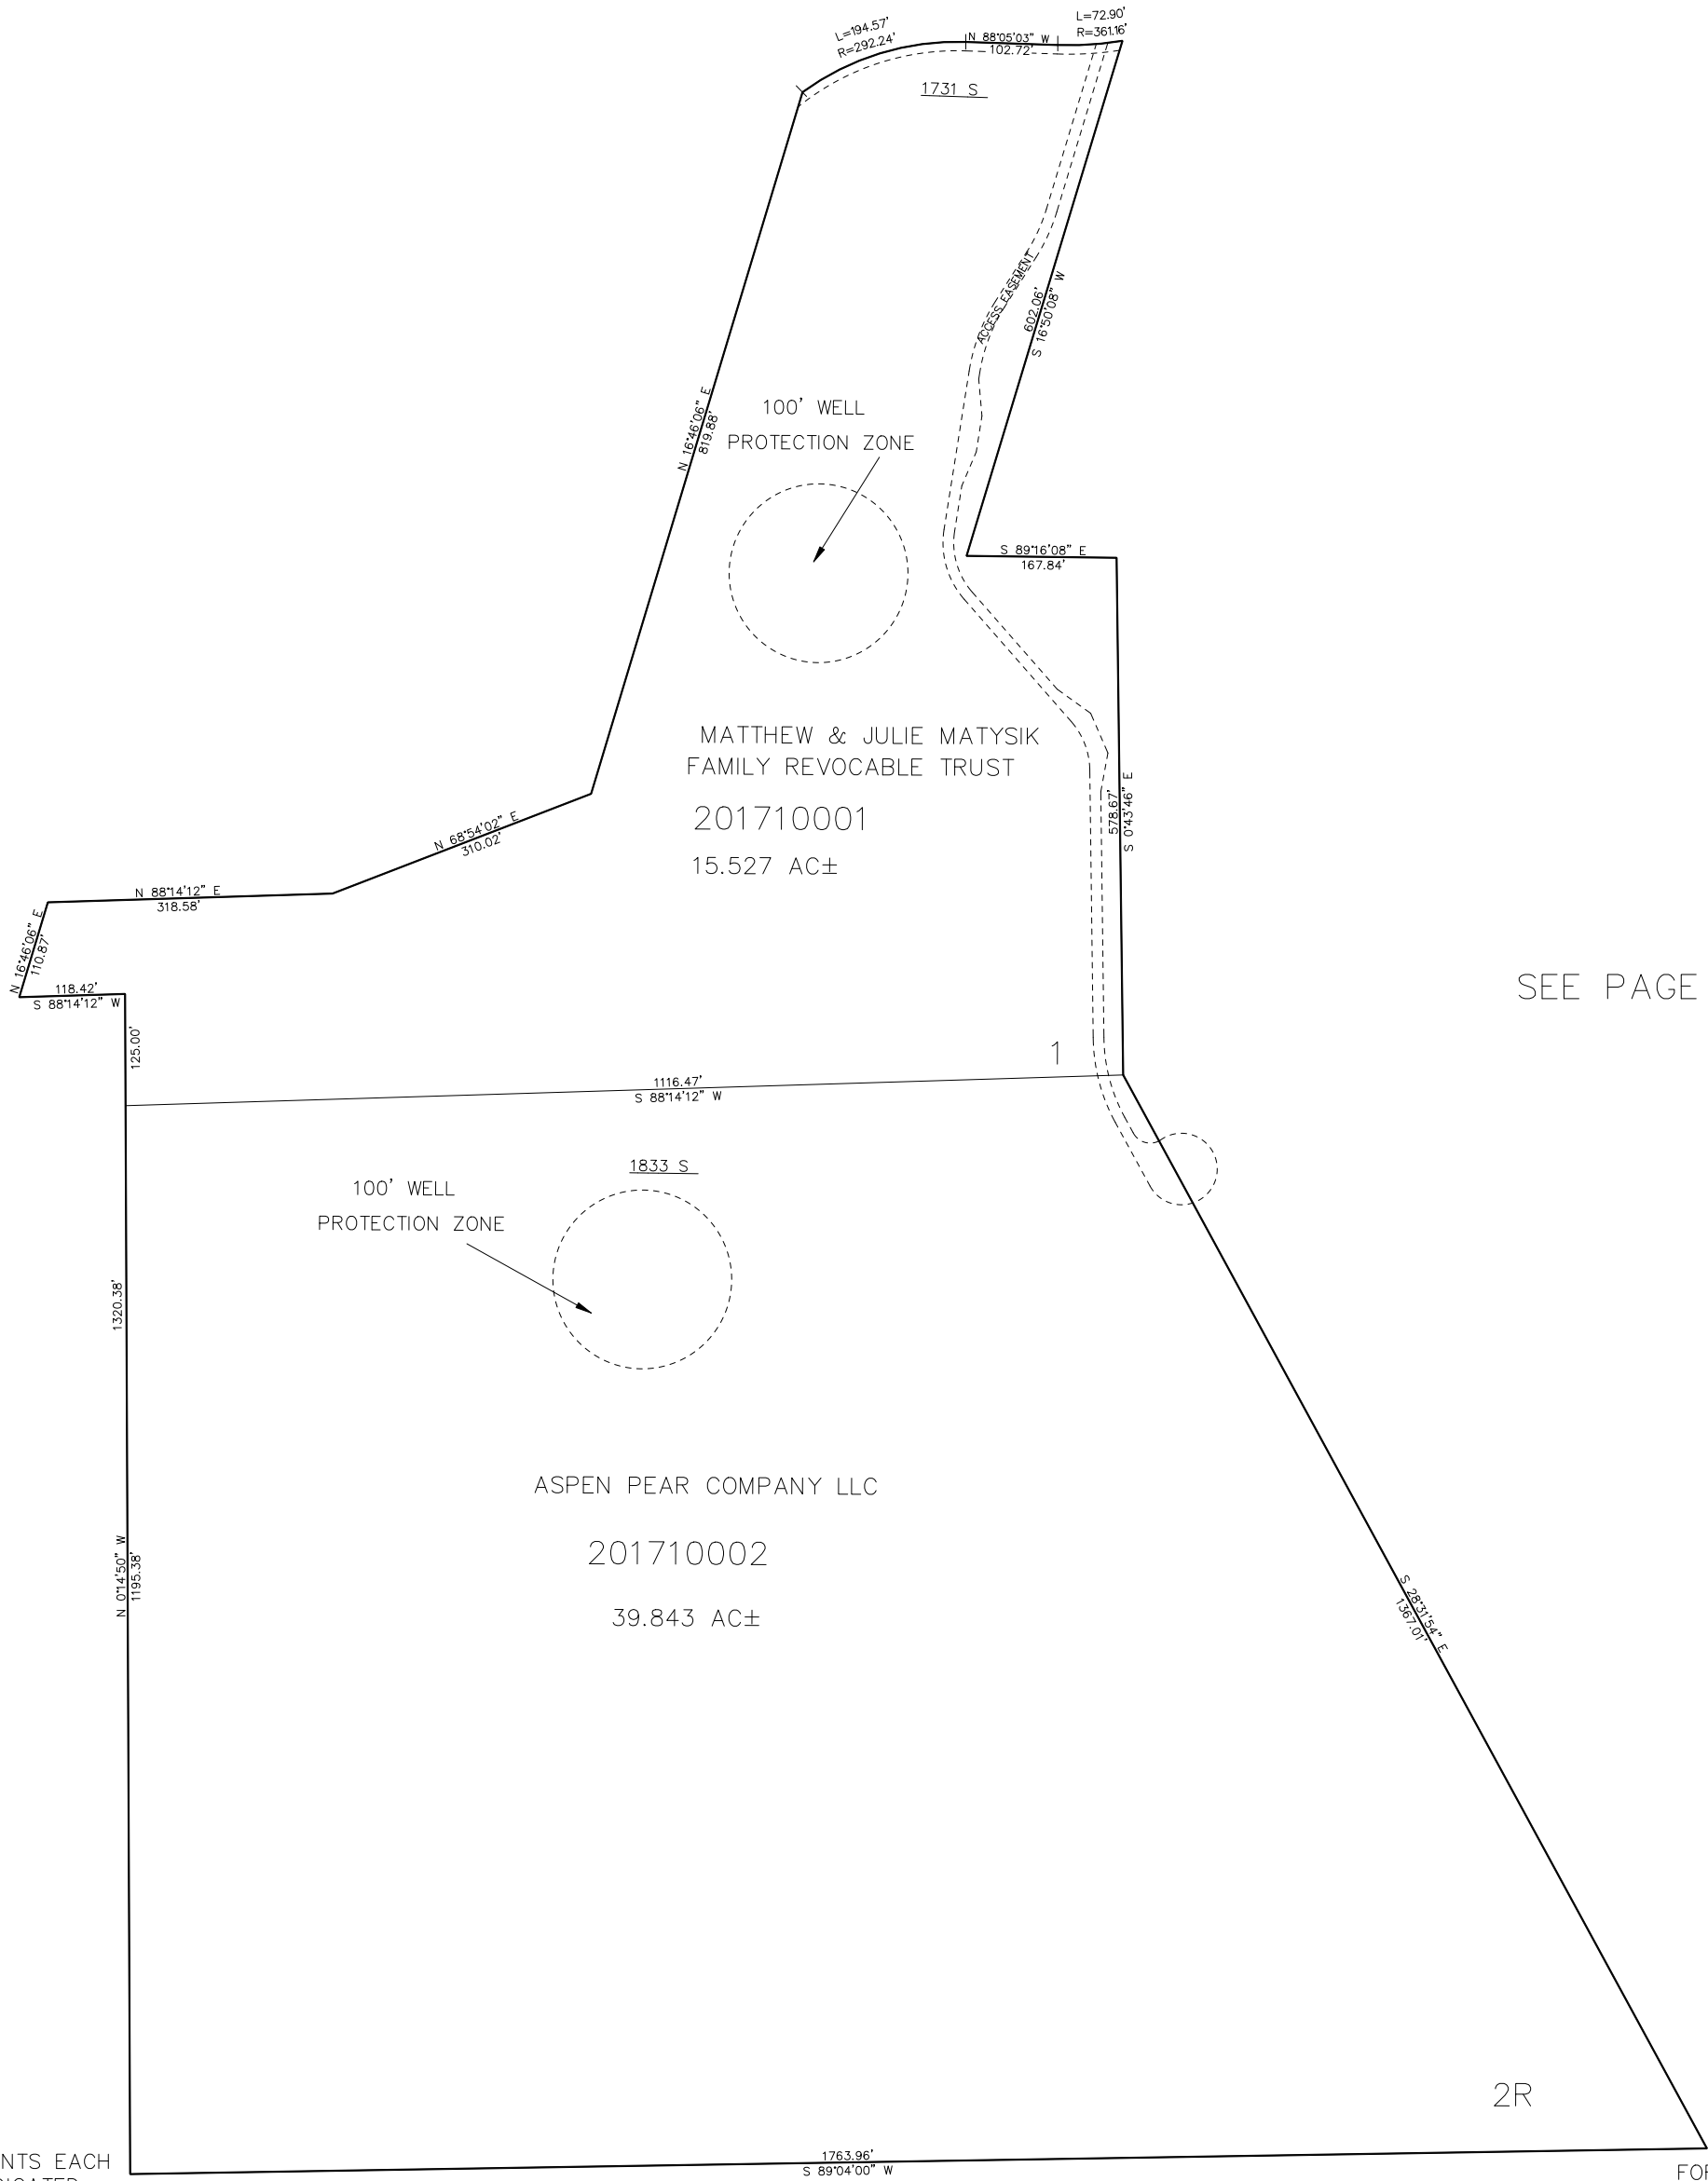 L=72.90'
L=194.57'
R=361.16'
R=292.24'
N 88°05'03" W
102.72'
1731 S
ACCESS EASEMENT
602.06'
S 16°50'08" W
N 16°46'06" E
819.88'
100' WELL
PROTECTION ZONE
S 89°16'08" E
167.84'
MATTHEW & JULIE MATYSIK
FAMILY REVOCABLE TRUST
201710001
15.527 AC±
578.67'
S 0°43'46" E
N 68°54'02" E
310.02'
N 88°14'12" E
318.58'
N 16°46'06" E
110.87'
118.42'
S 88°14'12" W
SEE PAGE
125.00'
1
1116.47'
S 88°14'12" W
1833 S
100' WELL
PROTECTION ZONE
1320.38'
ASPEN PEAR COMPANY LLC
201710002
39.843 AC±
N 0°14'50" W
1195.38'
S 28°31'54" E
1367.01'
2R
1763.96'
S 89°04'00" W
NTS EACH